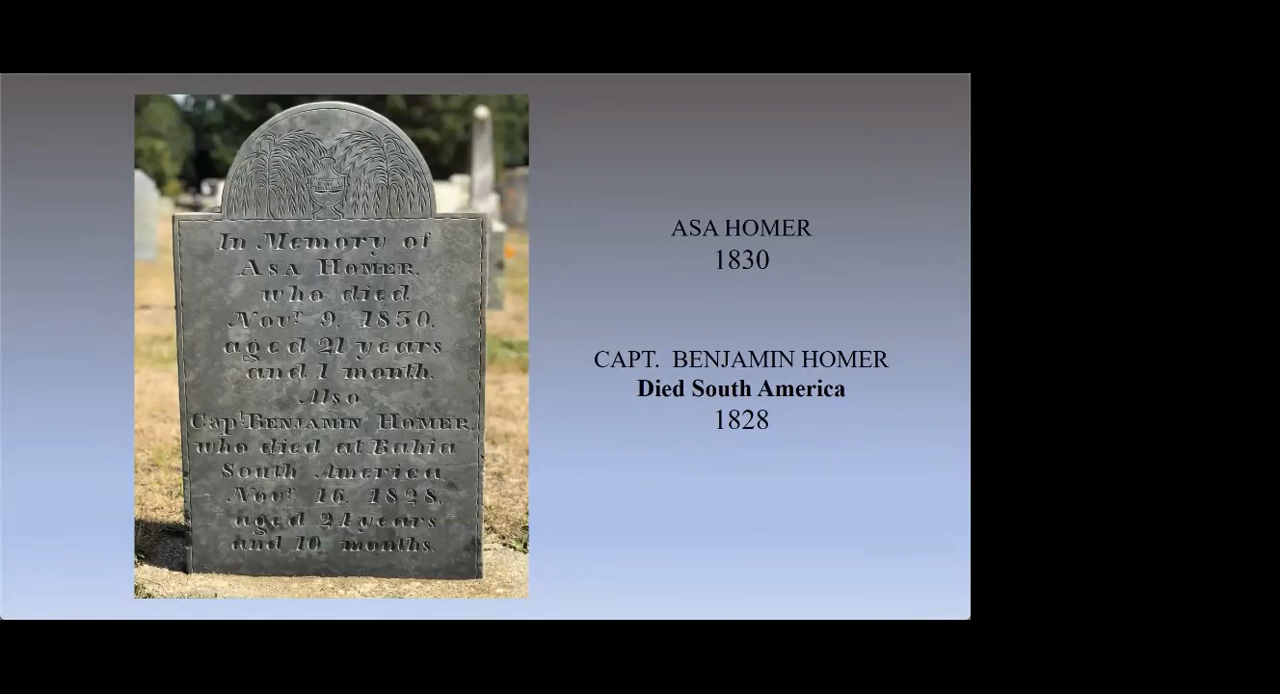 In Memory of
ASA HOMER,
who died
Novr 9, 1830,
aged 21 years
and 1 month.
Also
Capt BENJAMIN HOMER,
who died at Bahia
South America,
Novr 16, 1828,
aged 21 years
and 10 months.
ASA HOMER
1830
CAPT. BENJAMIN HOMER
Died South America
1828